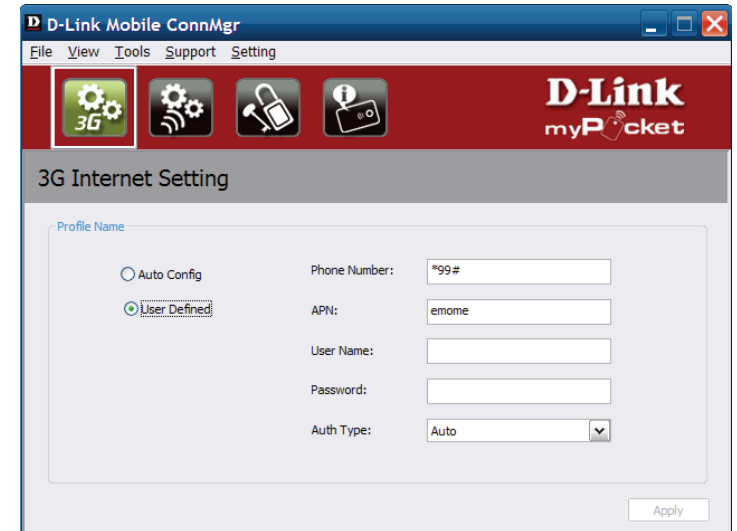 D D-Link Mobile ConnMgr
File View Tools Support Setting
3G
i
D-Link
myPocket
3G Internet Setting
Profile Name
Auto Config
User Defined
Phone Number: *99#
APN: emome
User Name:
Password:
Auth Type: Auto
Apply